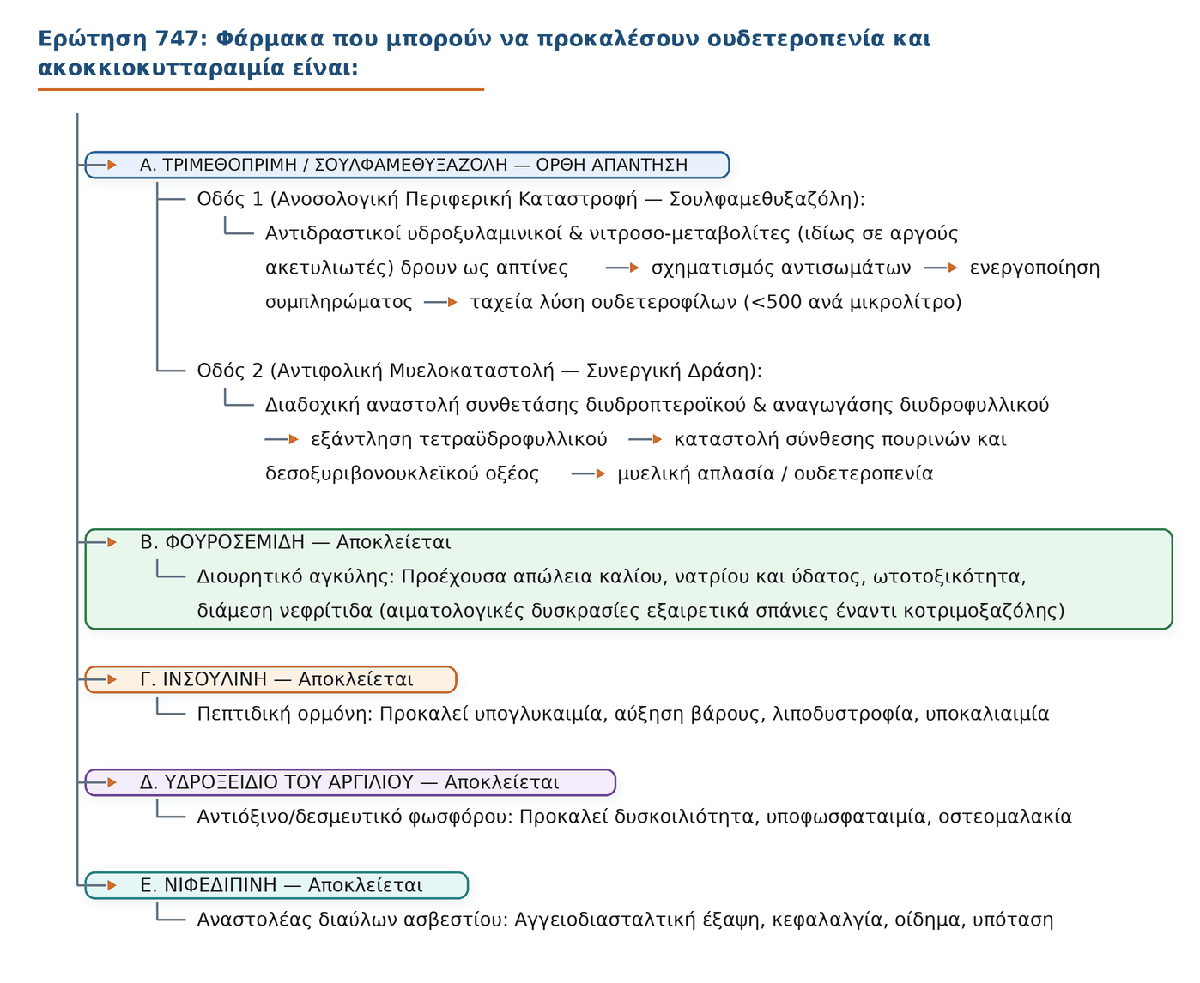 Ερώτηση 747: Φάρμακα που μπορούν να προκαλέσουν ουδετεροπενία και
ακοκκιοκυτταραιμία είναι:
Α. ΤΡΙΜΕΘΟΠΡΙΜΗ / ΣΟΥΛΦΑΜΕΘΥΞΑΖΟΛΗ — ΟΡΘΗ ΑΠΑΝΤΗΣΗ
Οδός 1 (Ανοσολογική Περιφερική Καταστροφή — Σουλφαμεθυξαζόλη):
Αντιδραστικοί υδροξυλαμινικοί & νιτροσο-μεταβολίτες (ιδίως σε αργούς
ακετυλιωτές) δρουν ως απτίνες → σχηματισμός αντισωμάτων → ενεργοποίηση
συμπληρώματος → ταχεία λύση ουδετεροφίλων (<500 ανά μικρολίτρο)
Οδός 2 (Αντιφολική Μυελοκαταστολή — Συνεργική Δράση):
Διαδοχική αναστολή συνθετάσης διυδροπτεροϊκού & αναγωγάσης διυδροφυλλικού
→ εξάντληση τετραϋδροφυλλικού → καταστολή σύνθεσης πουρινών και
δεσοξυριβονουκλεϊκού οξέος → μυελική απλασία / ουδετεροπενία
Β. ΦΟΥΡΟΣΕΜΙΔΗ — Αποκλείεται
Διουρητικό αγκύλης: Προέχουσα απώλεια καλίου, νατρίου και ύδατος, ωτοτοξικότητα,
διάμεση νεφρίτιδα (αιματολογικές δυσκρασίες εξαιρετικά σπάνιες έναντι κοτριμοξαζόλης)
Γ. ΙΝΣΟΥΛΙΝΗ — Αποκλείεται
Πεπτιδική ορμόνη: Προκαλεί υπογλυκαιμία, αύξηση βάρους, λιποδυστροφία, υποκαλιαιμία
Δ. ΥΔΡΟΞΕΙΔΙΟ ΤΟΥ ΑΡΓΙΛΙΟΥ — Αποκλείεται
Αντιόξινο/δεσμευτικό φωσφόρου: Προκαλεί δυσκοιλιότητα, υποφωσφαταιμία, οστεομαλακία
Ε. ΝΙΦΕΔΙΠΙΝΗ — Αποκλείεται
Αναστολέας διαύλων ασβεστίου: Αγγειοδιασταλτική έξαψη, κεφαλαλγία, οίδημα, υπόταση